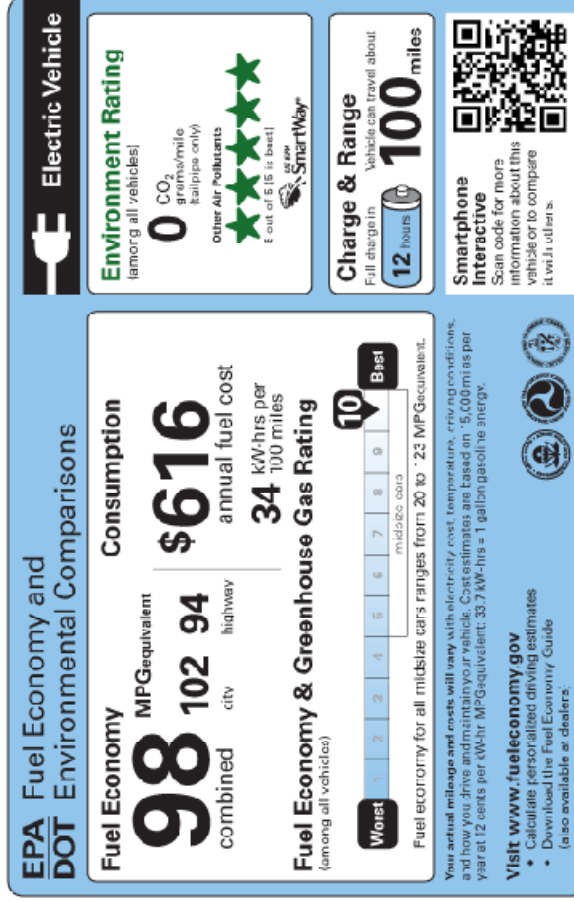 EPA Fuel Economy and
DOT Environmental Comparisons
Electric Vehicle
Fuel Economy
98
MPGequivalent
102 94
combined
city
highway
Consumption
$616
annual fuel cost
34 kW-hrs per
100 miles
Fuel Economy & Greenhouse Gas Rating
(among all vehicles)
Worst
1 2 3 4 5 6 7 8 9
10
Best
midsize cars
Fuel economy for all midsize cars ranges from 20 to 123 MPGequivalent.
Environment Rating
(among all vehicles)
0 CO2
grams/mile
(tailpipe only)
Other Air Pollutants
5 out of 5 (5 is best)
SmartWay
Charge & Range
Full charge in
12 hours
Vehicle can travel about
100 miles
Your actual mileage and costs will vary with electricity cost, temperature, driving conditions,
and how you drive and maintain your vehicle. Cost estimates are based on 15,000 miles per
year at 12 cents per kW-hr MPGequivalent: 33.7 kW-hrs = 1 gallon gasoline energy.
Visit www.fueleconomy.gov
• Calculate personalized driving estimates
• Download the Fuel Economy Guide
(also available at dealers)
Smartphone
Interactive
Scan code for more
information about this
vehicle or to compare
it with others.